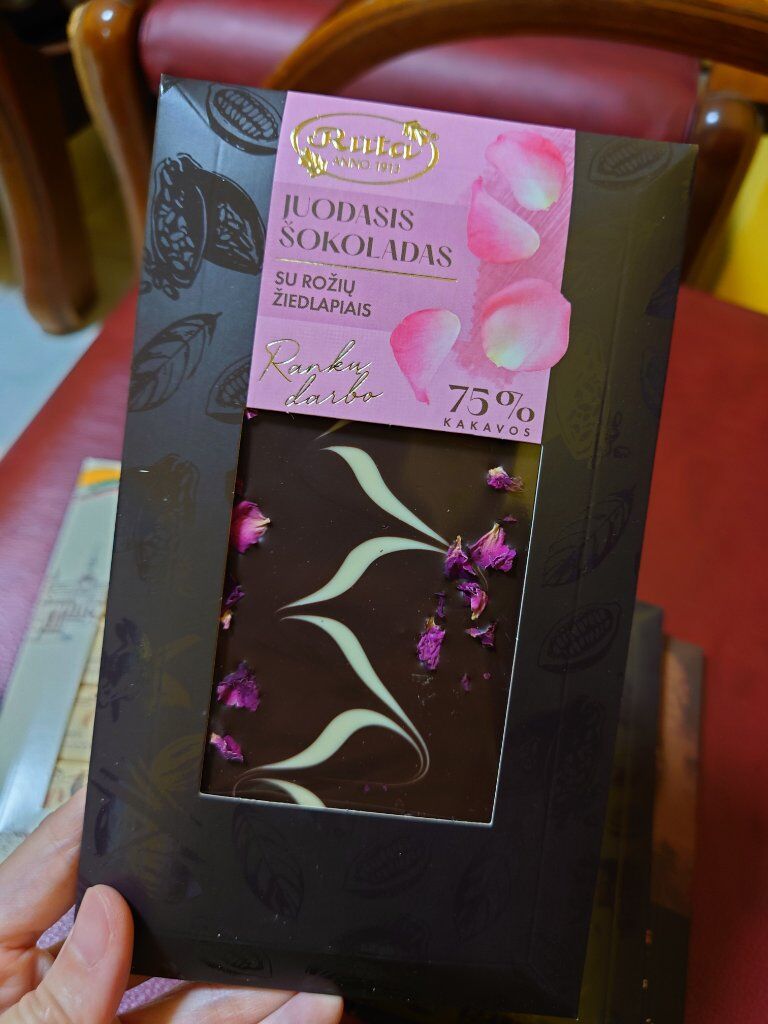 Rūta®
ANNO 1913
JUODASIS
ŠOKOLADAS
SU ROŽIŲ
ŽIEDLAPIAIS
Rankų
darbo
75%
KAKAVOS